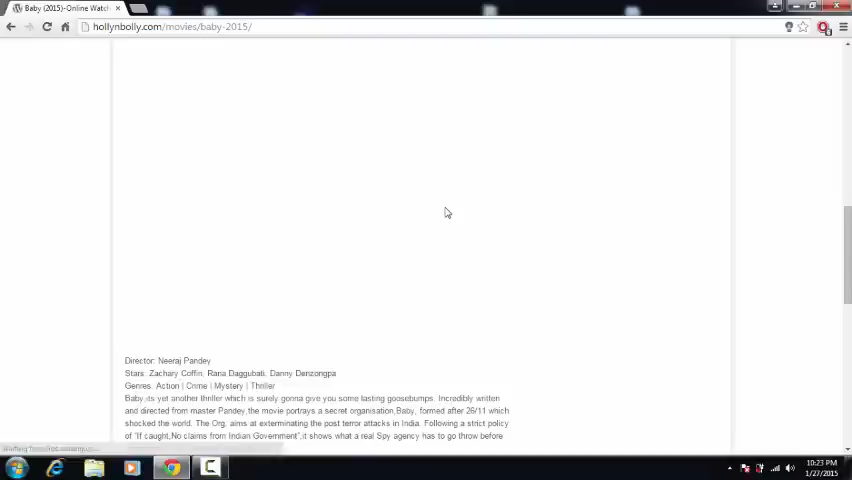 Baby (2015)-Online Watch
hollynbolly.com/movies/baby-2015/
Director: Neeraj Pandey
Stars: Zachary Coffin, Rana Daggubati, Danny Denzongpa
Genres: Action | Crime | Mystery | Thriller
Baby,its yet another thriller which is surely gonna give you some lasting goosebumps. Incredibly written
and directed from master Pandey,the movie portrays a secret organisation,Baby, formed after 26/11 which
shocked the world. The Org. aims at exterminating the post terror attacks in India. Following a strict policy
of "If caught,No claims from Indian Government",it shows what a real Spy agency has to go throw before
10:23 PM
1/27/2015